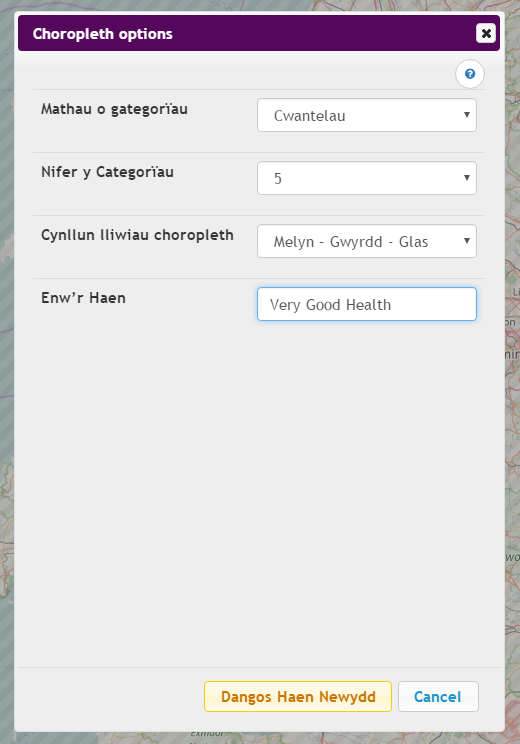 Choropleth options
Mathau o gategorïau
Cwantelau
Nifer y Categorïau
5
Cynllun lliwiau choropleth
Melyn - Gwyrdd - Glas
Enw’r Haen
Very Good Health
Dangos Haen Newydd
Cancel